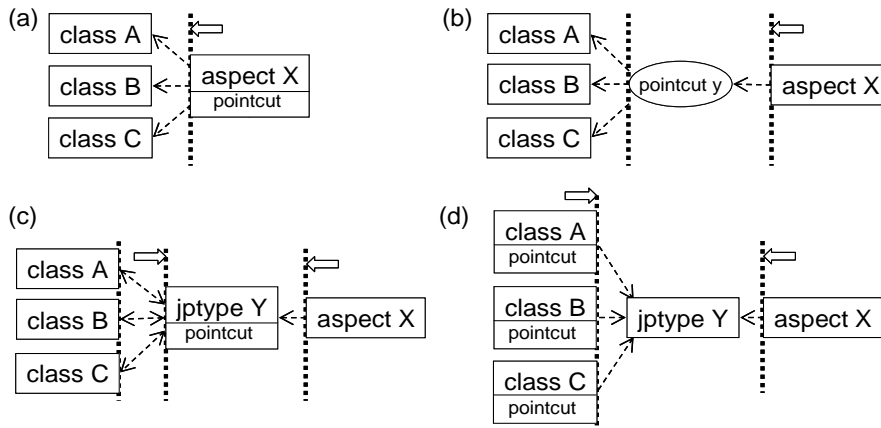 (a)
class A
class B
class C
aspect X
pointcut
(b)
class A
class B
class C
pointcut y
aspect X
(c)
class A
class B
class C
jptype Y
pointcut
aspect X
(d)
class A
pointcut
class B
pointcut
class C
pointcut
jptype Y
aspect X